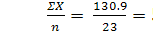 ΣX/n = 130.9/23 = .